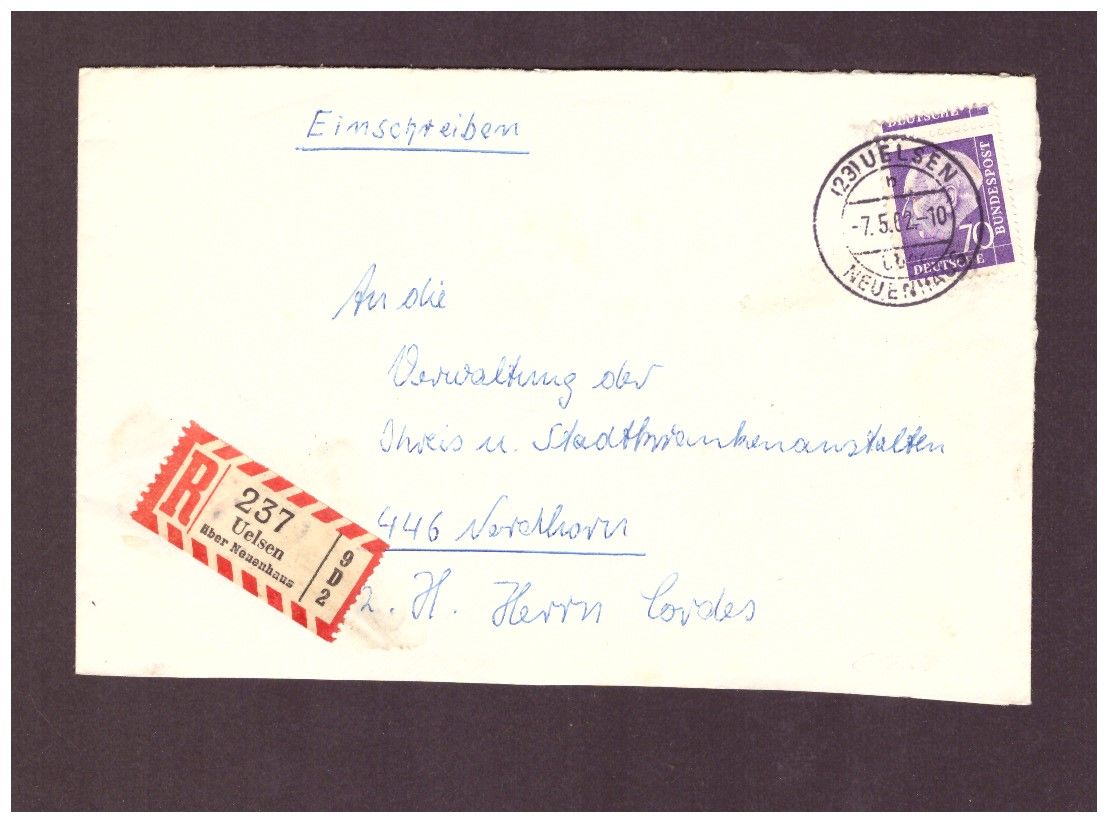 Einschreiben
DEUTSCHE
(23) UELSEN
-7.5.62.-10
NEUENHAUS
70
DEUTSCHE
BUNDESPOST
An die
Verwaltung der
Kreis u. Stadtkrankenanstalten
446 Nordhorn
z. H. Herrn Cordes
R
237
Uelsen
über Neuenhaus
9
D
2